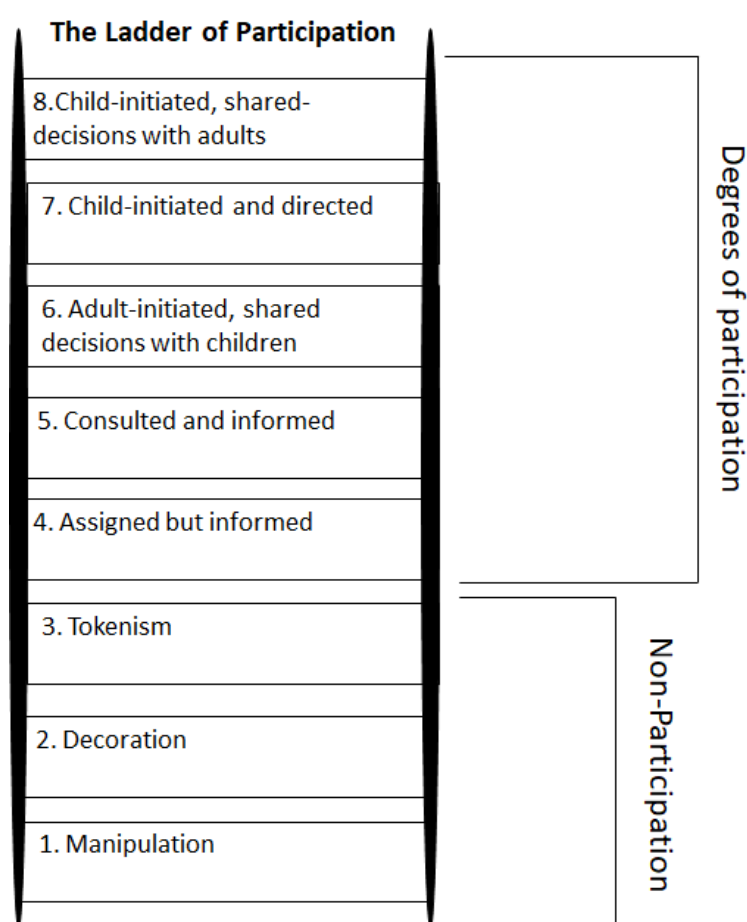 The Ladder of Participation
8.Child-initiated, shared-
decisions with adults
7. Child-initiated and directed
6. Adult-initiated, shared
decisions with children
5. Consulted and informed
4. Assigned but informed
3. Tokenism
2. Decoration
1. Manipulation
Degrees of participation
Non-Participation